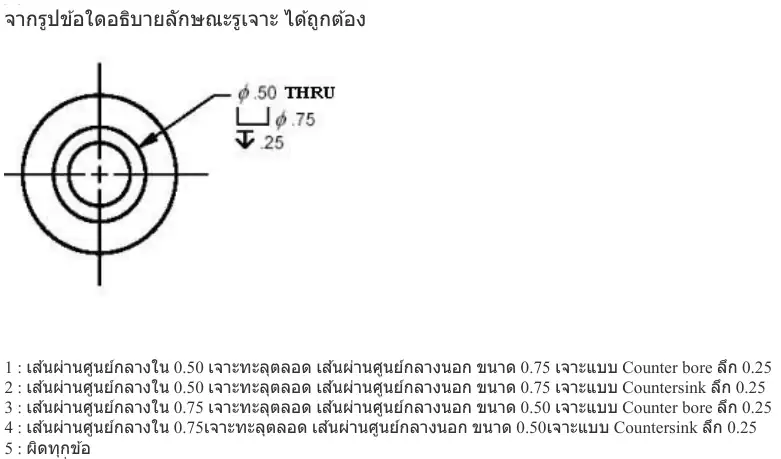 จากรูปข้อใดอธิบายลักษณะรูเจาะ ได้ถูกต้อง
ϕ .50 THRU
⌴ ϕ .75
↧ .25
1 : เส้นผ่านศูนย์กลางใน 0.50 เจาะทะลุตลอด เส้นผ่านศูนย์กลางนอก ขนาด 0.75 เจาะแบบ Counter bore ลึก 0.25
2 : เส้นผ่านศูนย์กลางใน 0.50 เจาะทะลุตลอด เส้นผ่านศูนย์กลางนอก ขนาด 0.75 เจาะแบบ Countersink ลึก 0.25
3 : เส้นผ่านศูนย์กลางใน 0.75 เจาะทะลุตลอด เส้นผ่านศูนย์กลางนอก ขนาด 0.50 เจาะแบบ Counter bore ลึก 0.25
4 : เส้นผ่านศูนย์กลางใน 0.75เจาะทะลุตลอด เส้นผ่านศูนย์กลางนอก ขนาด 0.50เจาะแบบ Countersink ลึก 0.25
5 : ผิดทุกข้อ